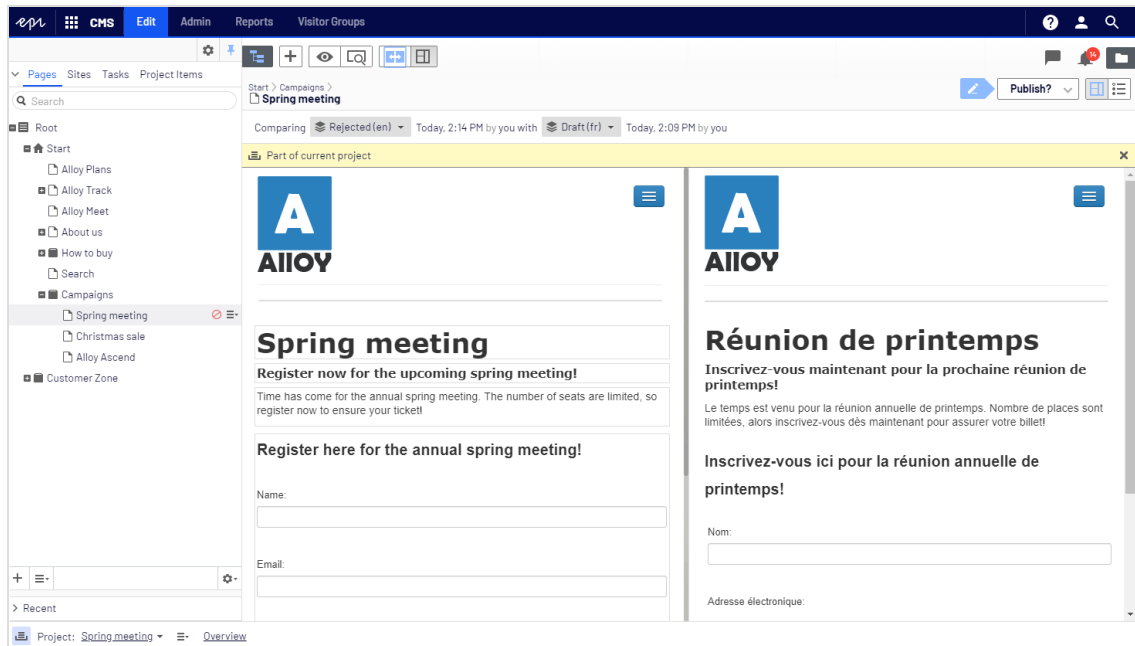 epi CMS Edit Admin Reports Visitor Groups
14
Pages Sites Tasks Project Items
Search
Root
Start
Alloy Plans
Alloy Track
Alloy Meet
About us
How to buy
Search
Campaigns
Spring meeting
Christmas sale
Alloy Ascend
Customer Zone
Recent
Start > Campaigns >
Spring meeting
Publish?
Comparing Rejected (en) Today, 2:14 PM by you with Draft (fr) Today, 2:09 PM by you
Part of current project
A
Alloy
Spring meeting
Register now for the upcoming spring meeting!
Time has come for the annual spring meeting. The number of seats are limited, so
register now to ensure your ticket!
Register here for the annual spring meeting!
Name:
Email:
A
Alloy
Réunion de printemps
Inscrivez-vous maintenant pour la prochaine réunion de
printemps!
Le temps est venu pour la réunion annuelle de printemps. Nombre de places sont
limitées, alors inscrivez-vous dès maintenant pour assurer votre billet!
Inscrivez-vous ici pour la réunion annuelle de
printemps!
Nom:
Adresse électronique:
Project: Spring meeting Overview